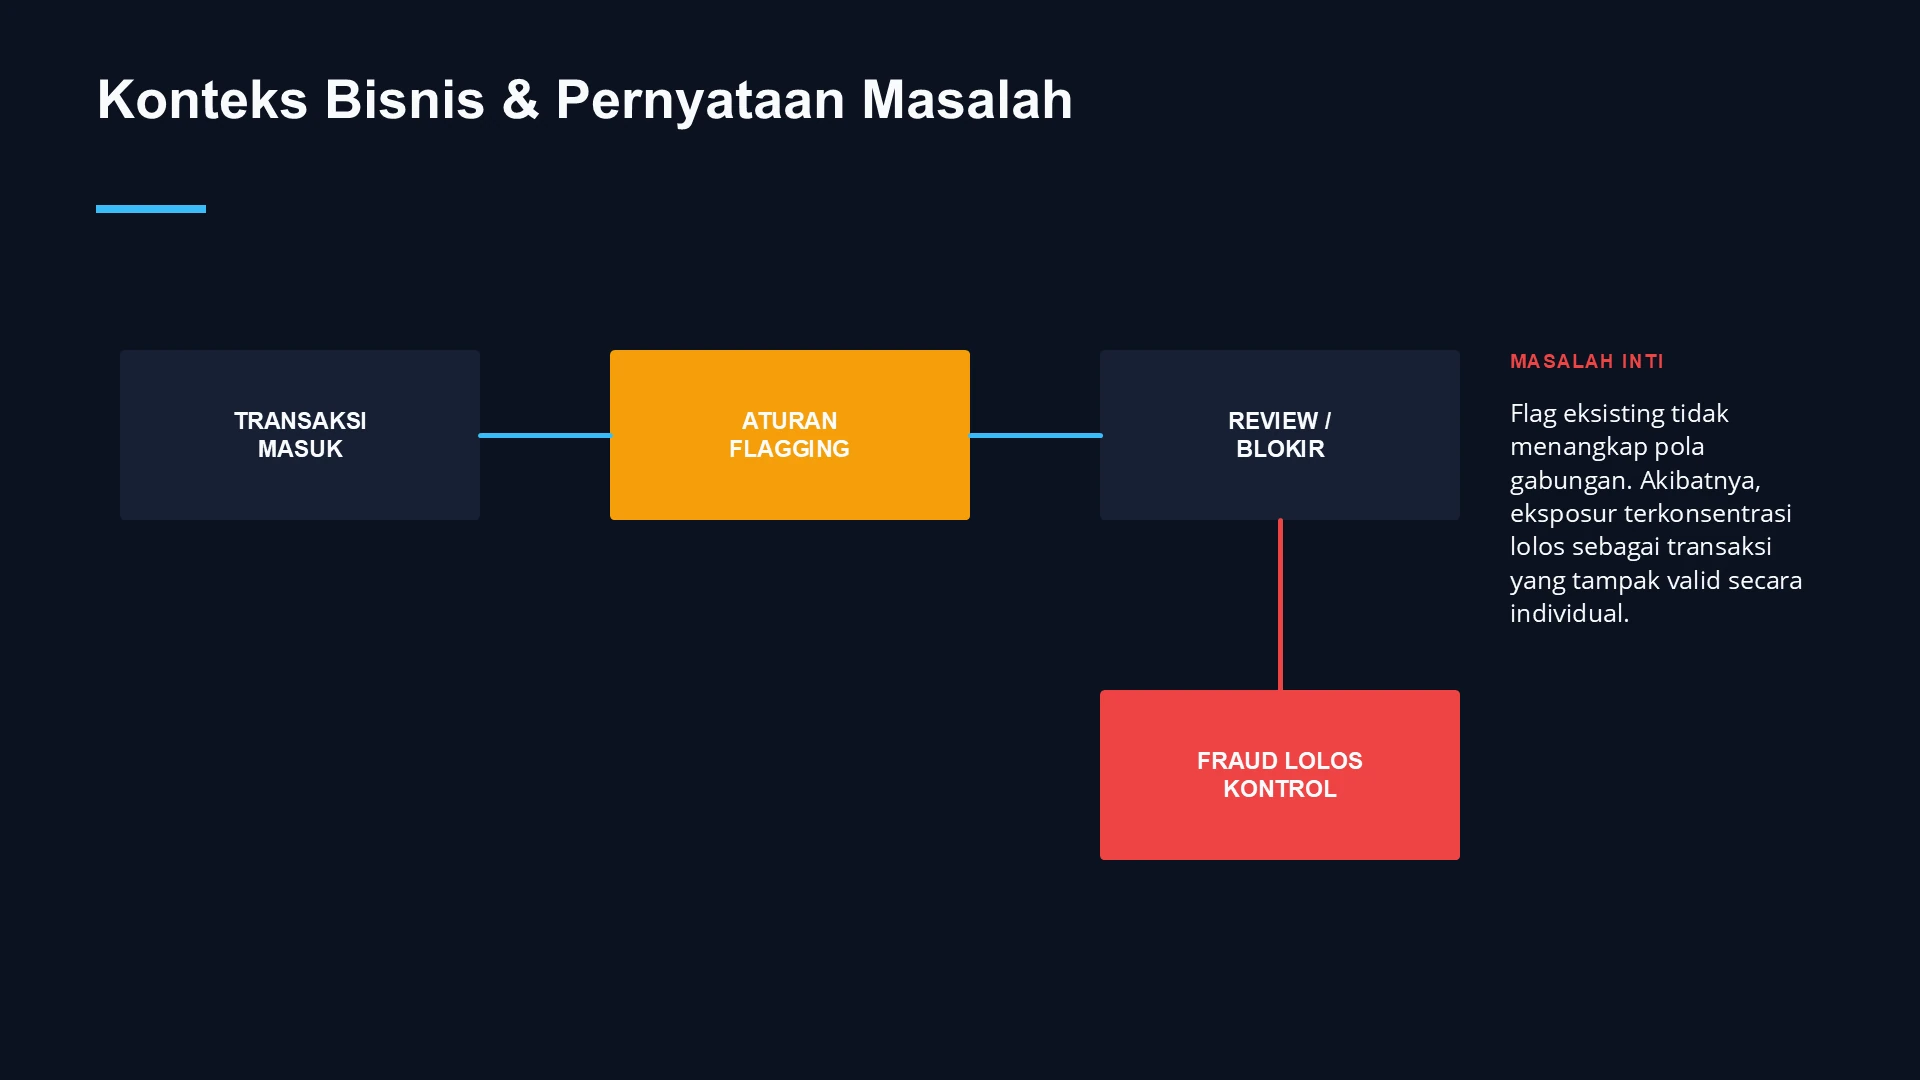 Konteks Bisnis & Pernyataan Masalah
TRANSAKSI
MASUK
ATURAN
FLAGGING
REVIEW /
BLOKIR
MASALAH INTI
Flag eksisting tidak
menangkap pola
gabungan. Akibatnya,
eksposur terkonsentrasi
lolos sebagai transaksi
yang tampak valid secara
individual.
FRAUD LOLOS
KONTROL